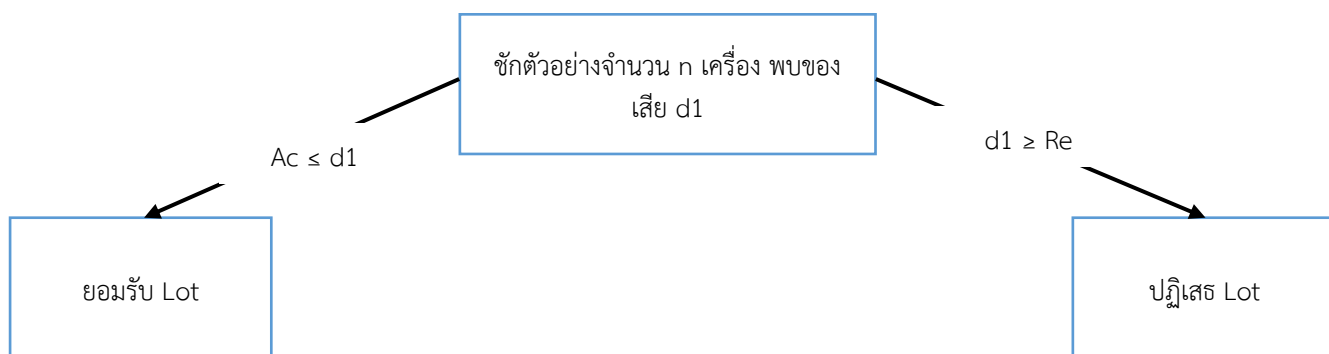 ชักตัวอย่างจำนวน n เครื่อง พบของ
เสีย d1
Ac ≤ d1
d1 ≥ Re
ยอมรับ Lot
ปฏิเสธ Lot